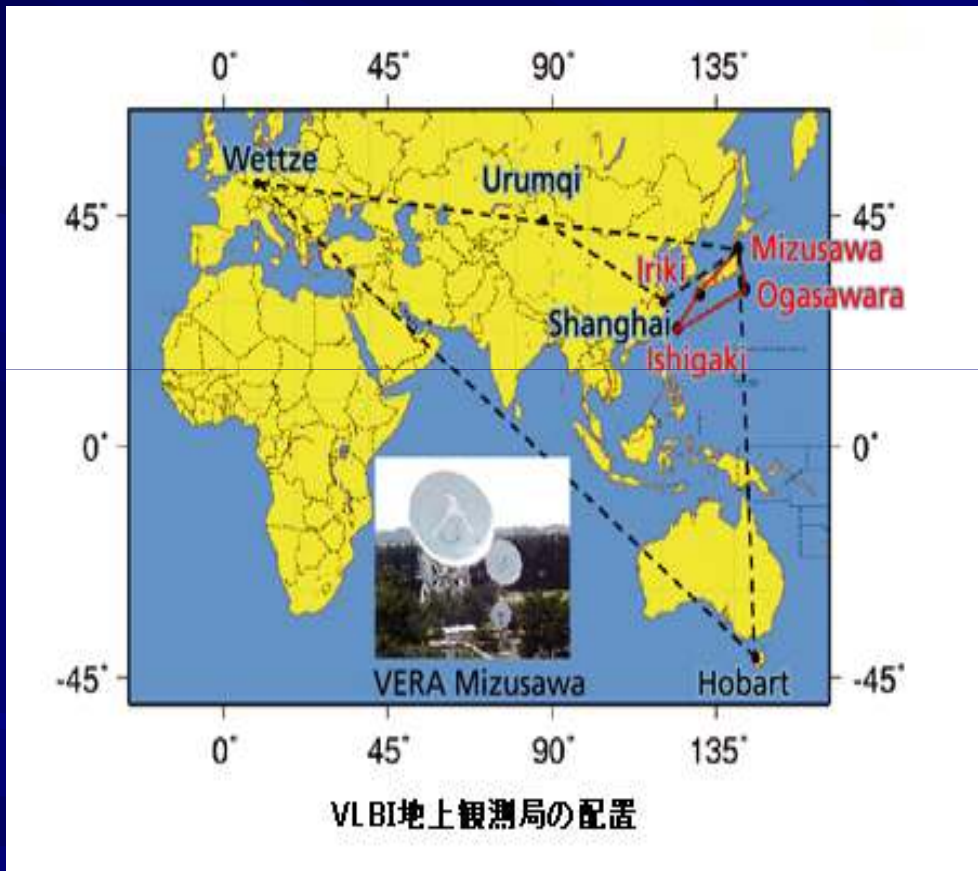 0° 45° 90° 135°
Wettze
Urumqi
45° 45°
Mizusawa
Iriki
Ogasawara
Shanghai
Ishigaki
0° 0°
VERA Mizusawa
Hobart
-45° -45°
0° 45° 90° 135°
VLBI地上観測局の配置